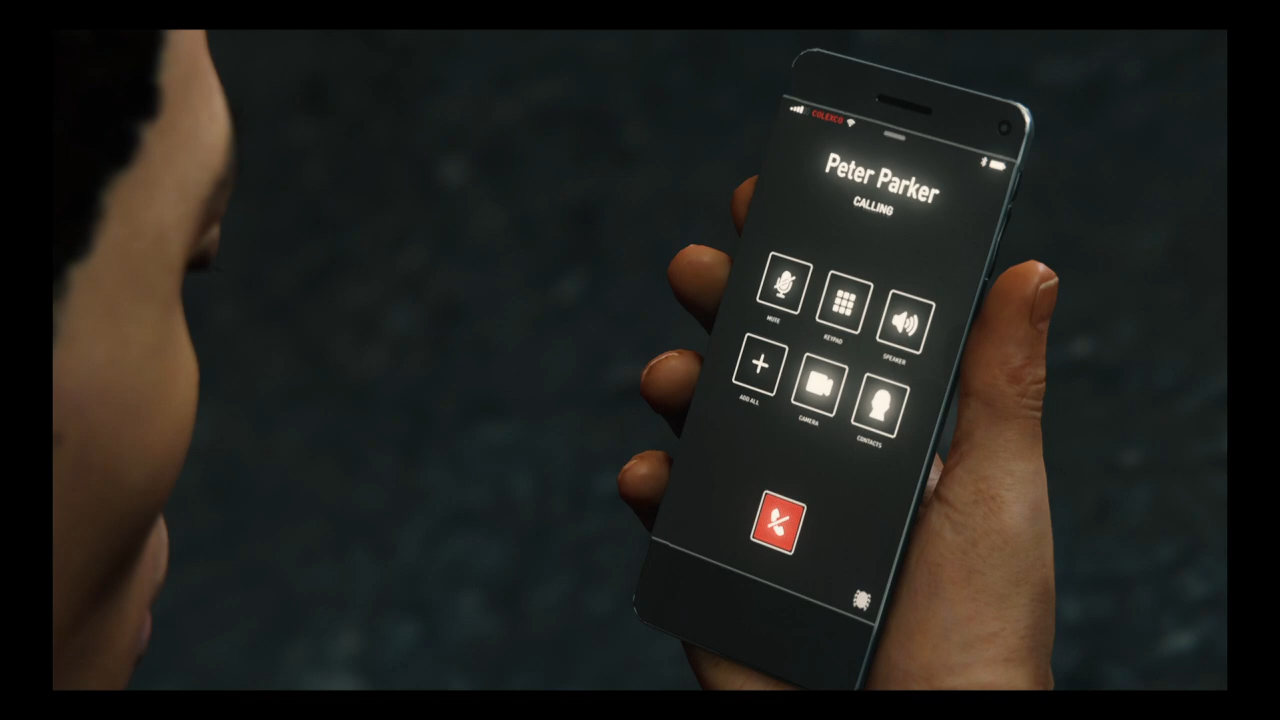 COLEXCO
Peter Parker
CALLING
MUTE
KEYPAD
SPEAKER
ADD ALL
CAMERA
CONTACTS